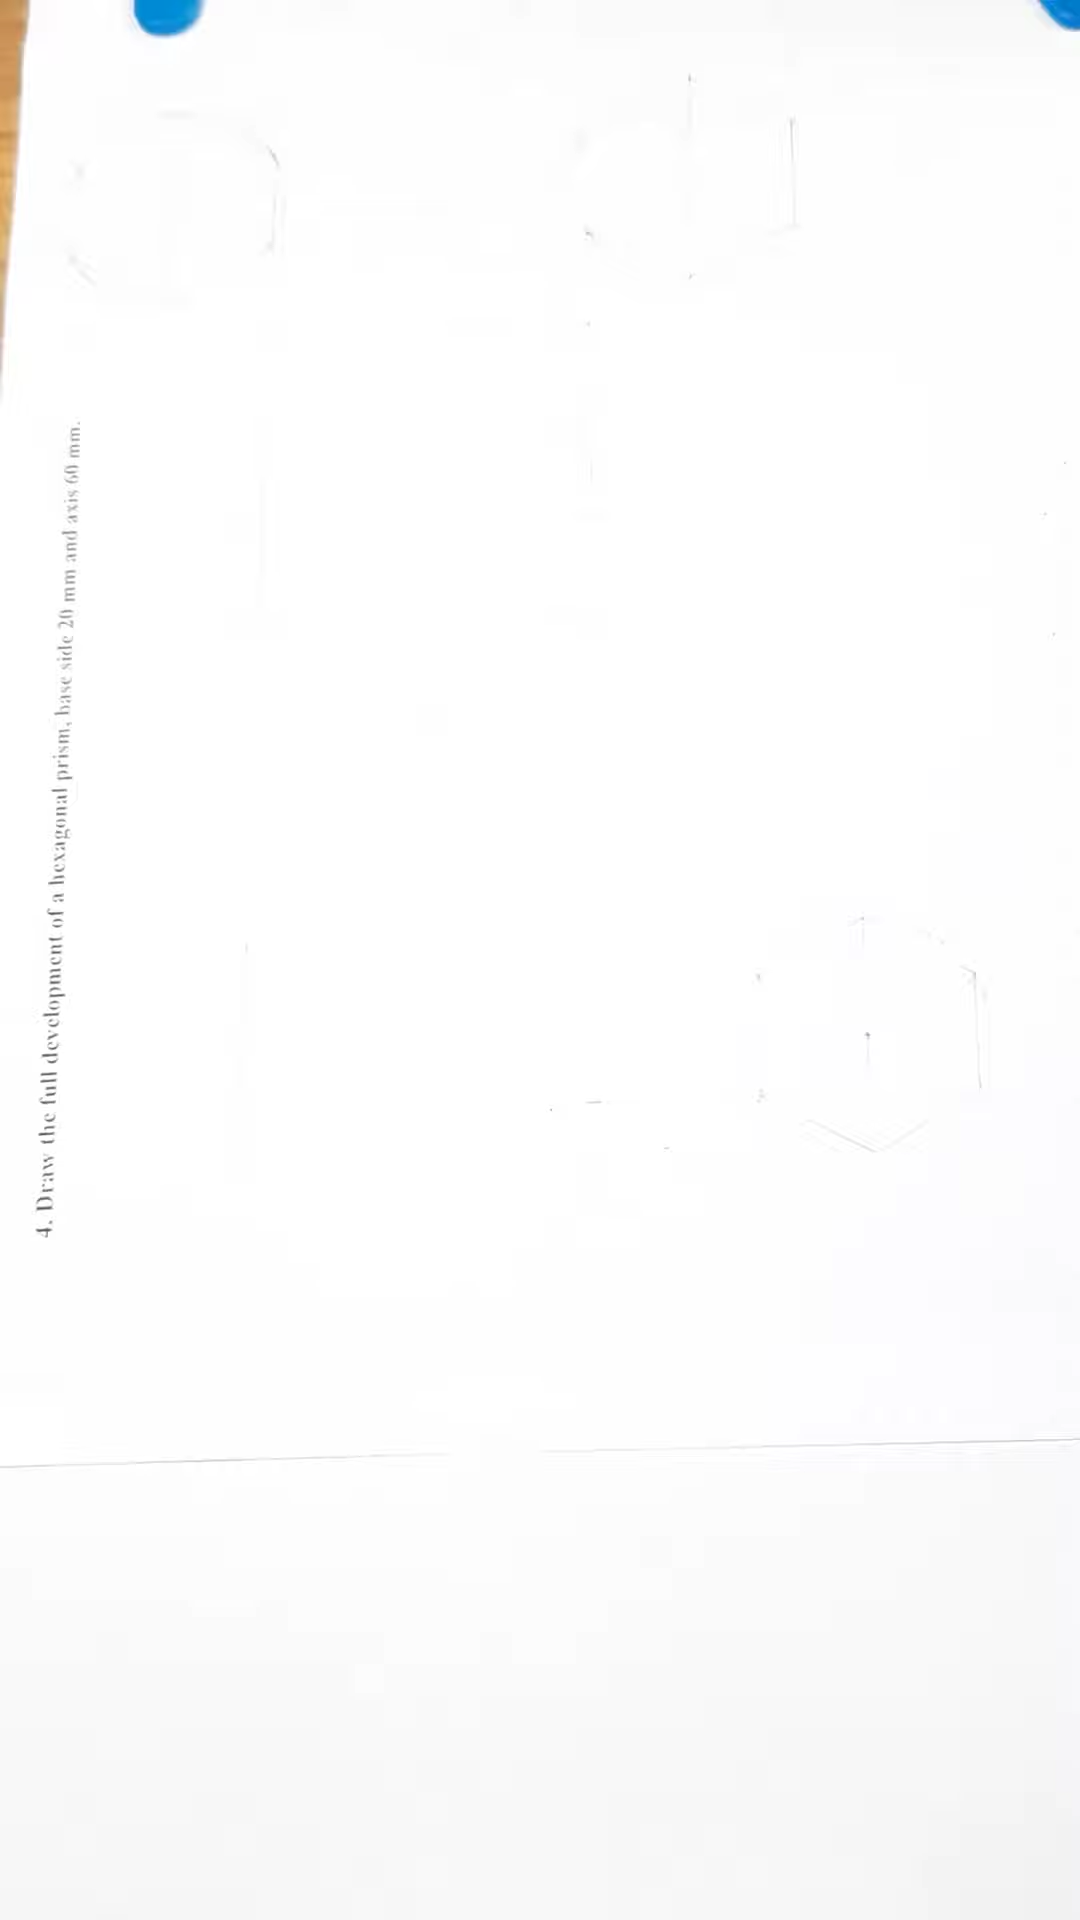 4. Draw the full development of a hexagonal prism, base side 20 mm and axis 60 mm.